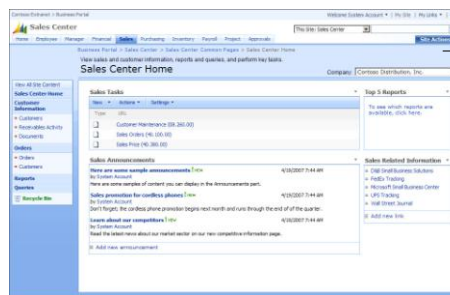 Contoso Extranet > Business Portal
Welcome System Account
My Site
My Links
Sales Center
This Site: Sales Center
Home Employee Manager Financial Sales Purchasing Inventory Payroll Project Approvals
Site Actions
Business Portal > Sales Center > Sales Center Common Pages > Sales Center Home
View sales and customer information, reports and queries, and perform key tasks.
Sales Center Home
Company: Contoso Distribution, Inc.
View All Site Content
Sales Center Home
Customer Information
Customers
Receivables Activity
Documents
Orders
Orders
Customers
Reports
Queries
Recycle Bin
Sales Tasks
New Actions Settings
Type URL
Customer Maintenance (08.260.00)
Sales Orders (40.100.00)
Sales Price (40.380.00)
Sales Announcements
Here are some sample announcements ! NEW 4/19/2007 7:44 AM
by System Account
Here are some samples of content you can display in the Announcements part.
Sales promotion for cordless phones ! NEW 4/19/2007 7:44 AM
by System Account
Don't forget, the cordless phone promotion begins next month and runs through the end of the quarter.
Learn about our competitors ! NEW 4/19/2007 7:44 AM
by System Account
Read the latest news about our market sector on our new competitive information page.
Add new announcement
Top 5 Reports
To see which reports are
available, click here.
Sales Related Information
D&B Small Business Solutions
FedEx Tracking
Microsoft Small Business Center
UPS Tracking
Wall Street Journal
Add new link